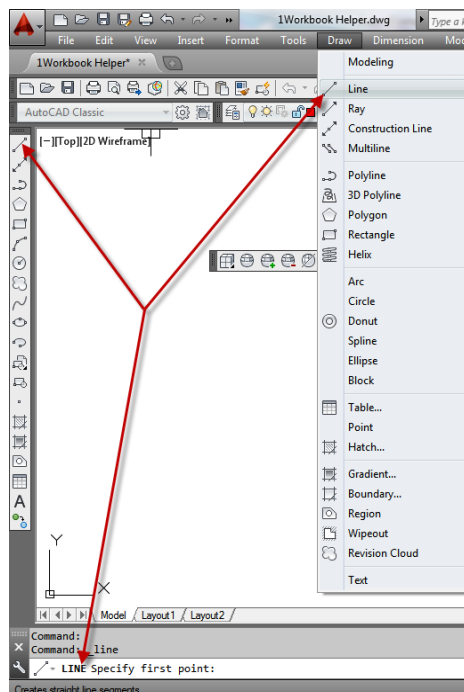 1Workbook Helper.dwg
Type a k
File Edit View Insert Format Tools Draw Dimension Mod
1Workbook Helper*
AutoCAD Classic
[−][Top][2D Wireframe]
Modeling
Line
Ray
Construction Line
Multiline
Polyline
3D Polyline
Polygon
Rectangle
Helix
Arc
Circle
Donut
Spline
Ellipse
Block
Table...
Point
Hatch...
Gradient...
Boundary...
Region
Wipeout
Revision Cloud
Text
A
Y
X
Model Layout1 Layout2
Command:
Command: _line
LINE Specify first point:
Creates straight line segments